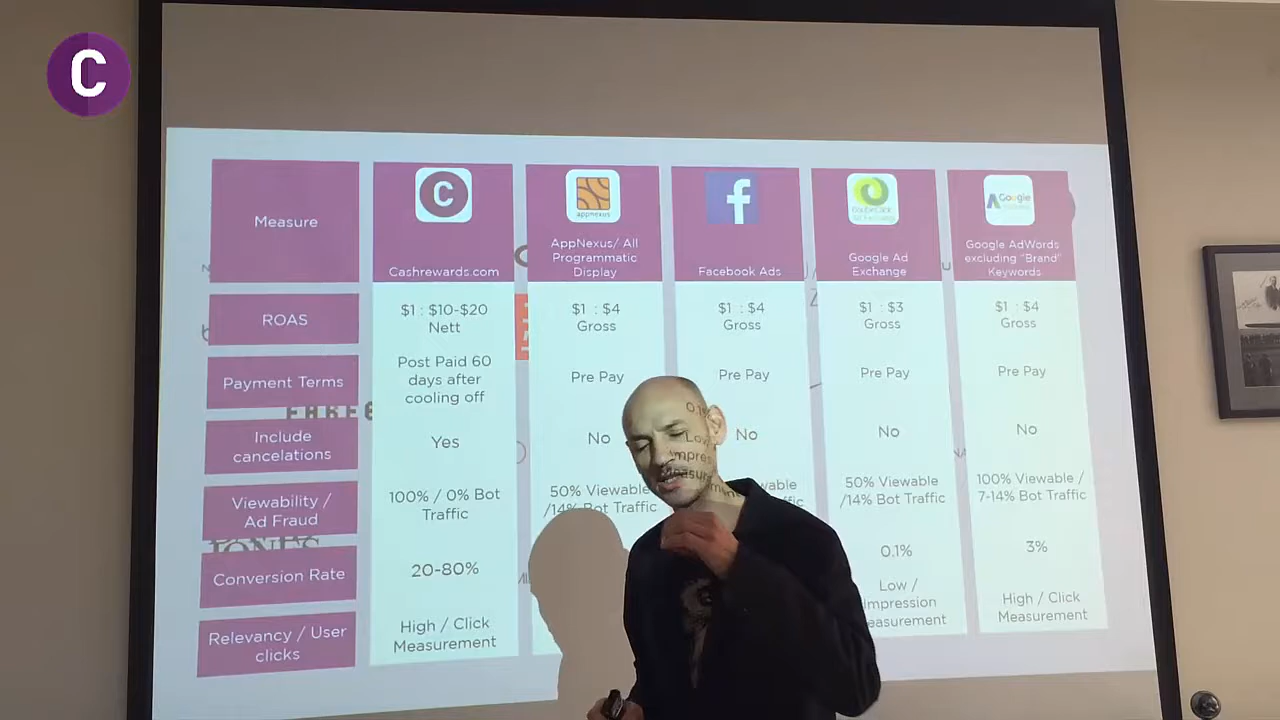 C
Measure
C
Cashrewards.com
appnexus
AppNexus/ All
Programmatic
Display
f
Facebook Ads
Google Ad
Exchange
Google
Google AdWords
excluding "Brand"
Keywords
ROAS
$1 : $10-$20
Nett
$1 : $4
Gross
$1 : $4
Gross
$1 : $3
Gross
$1 : $4
Gross
Payment Terms
Post Paid 60
days after
cooling off
Pre Pay
Pre Pay
Pre Pay
Pre Pay
Include
cancelations
Yes
No
No
No
No
Viewability /
Ad Fraud
100% / 0% Bot
Traffic
50% Viewable
/14% Bot Traffic
50% Viewable
/14% Bot Traffic
100% Viewable /
7-14% Bot Traffic
Conversion Rate
20-80%
0.1%
3%
Relevancy / User
clicks
High / Click
Measurement
Low /
Impression
High / Click
Measurement